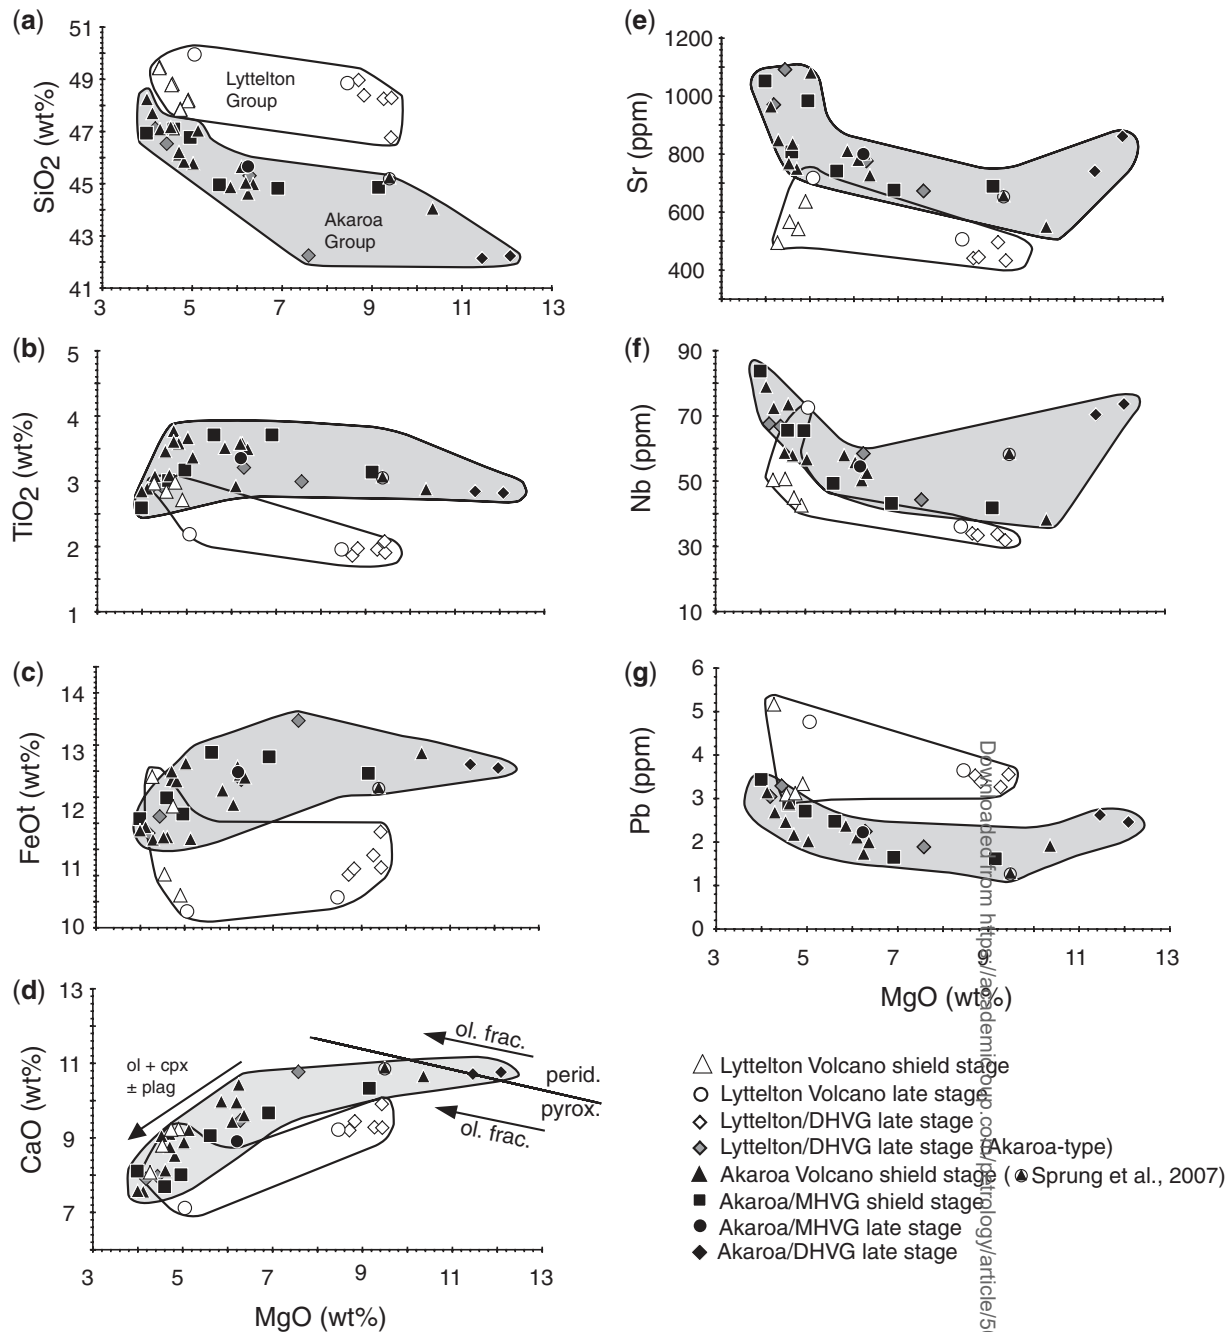 (a)
51
49
47
45
43
41
SiO2 (wt%)
Lyttelton
Group
Akaroa
Group
3 5 7 9 11 13
(b)
5
4
3
2
1
TiO2 (wt%)
(c)
14
13
12
11
10
FeOt (wt%)
(d)
13
11
9
7
CaO (wt%)
ol + cpx
± plag
ol. frac.
perid.
pyrox.
ol. frac.
3 5 7 9 11 13
MgO (wt%)
(e)
1200
1000
800
600
400
Sr (ppm)
(f)
90
70
50
30
10
Nb (ppm)
(g)
6
5
4
3
2
1
0
Pb (ppm)
3 5 7 9 11 13
MgO (wt%)
Lyttelton Volcano shield stage
Lyttelton Volcano late stage
Lyttelton/DHVG late stage
Lyttelton/DHVG late stage (Akaroa-type)
Akaroa Volcano shield stage ( Sprung et al., 2007)
Akaroa/MHVG shield stage
Akaroa/MHVG late stage
Akaroa/DHVG late stage
Downloaded from https://academic.oup.com/petrology/article/50